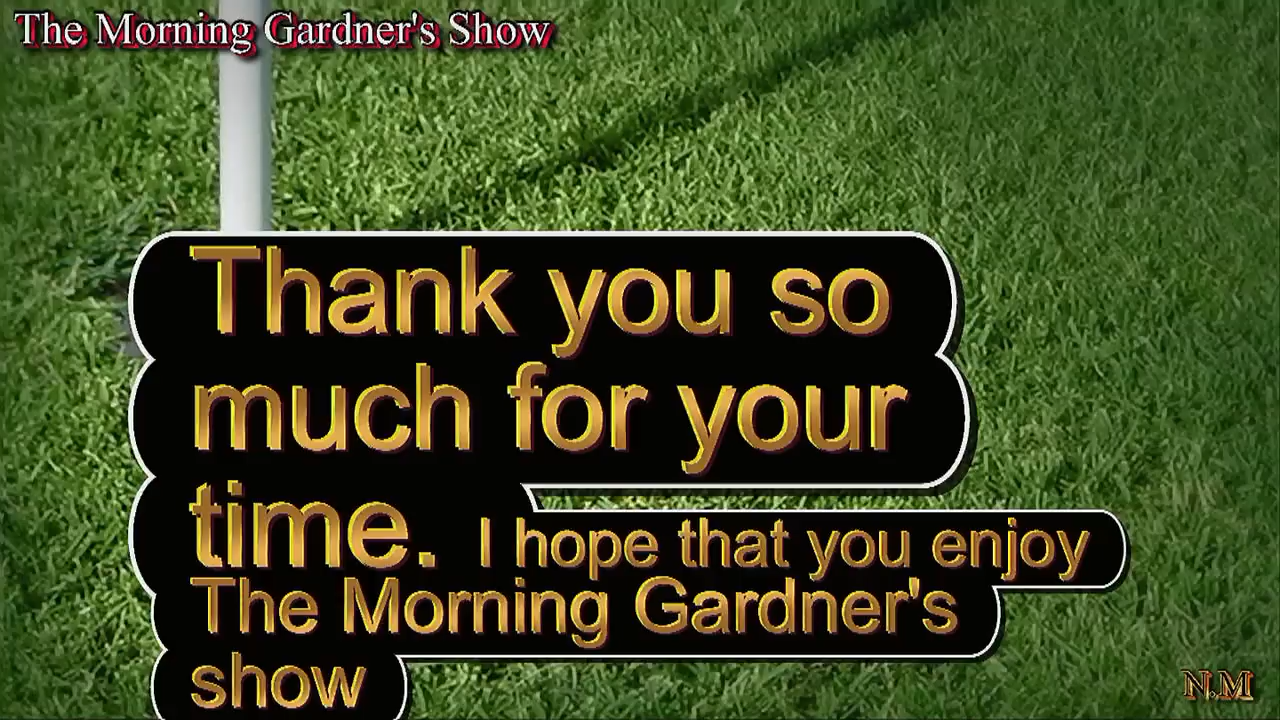 The Morning Gardner's Show
Thank you so
much for your
time. I hope that you enjoy
The Morning Gardner's
show
N.M